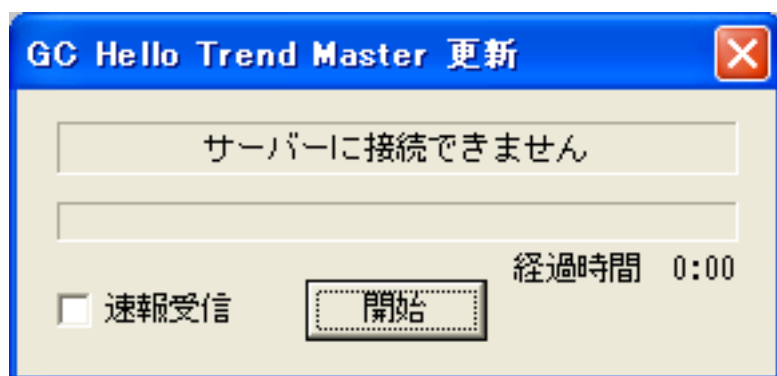 GC Hello Trend Master 更新
サーバーに接続できません
経過時間 0:00
速報受信
開始